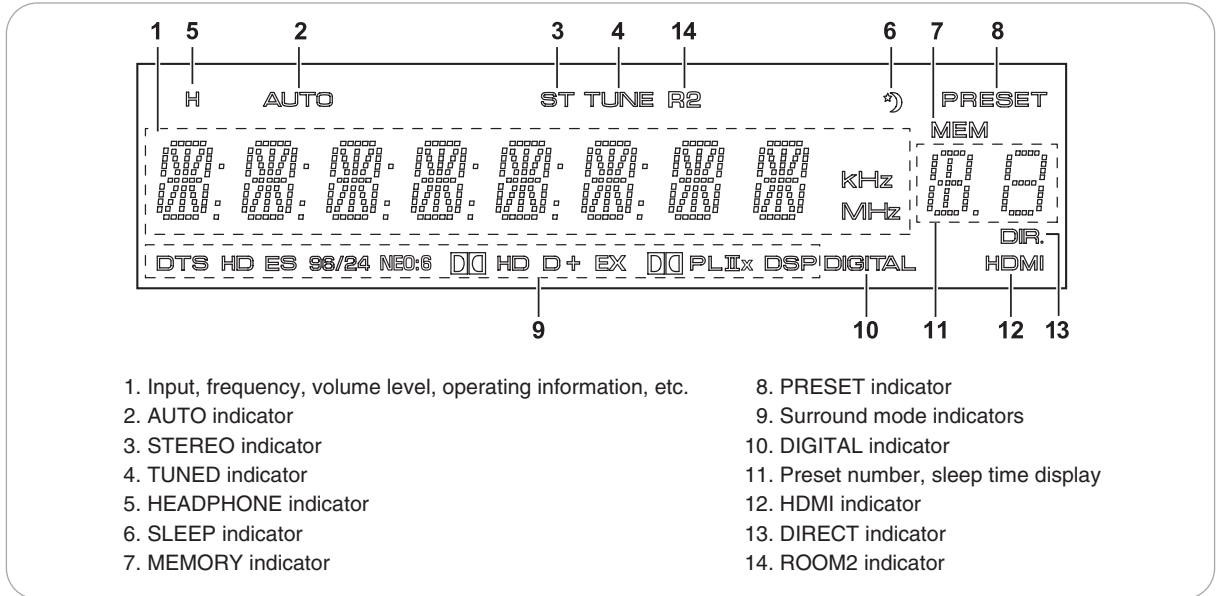 1 5 2 3 4 14 6 7 8
H AUTO ST TUNE R2 PRESET
MEM
kHz
MHz
DIR.
DTS HD ES 96/24 NEO:6 HD D+ EX PLIIx DSP DIGITAL HDMI
9 10 11 12 13
1. Input, frequency, volume level, operating information, etc.
2. AUTO indicator
3. STEREO indicator
4. TUNED indicator
5. HEADPHONE indicator
6. SLEEP indicator
7. MEMORY indicator
8. PRESET indicator
9. Surround mode indicators
10. DIGITAL indicator
11. Preset number, sleep time display
12. HDMI indicator
13. DIRECT indicator
14. ROOM2 indicator